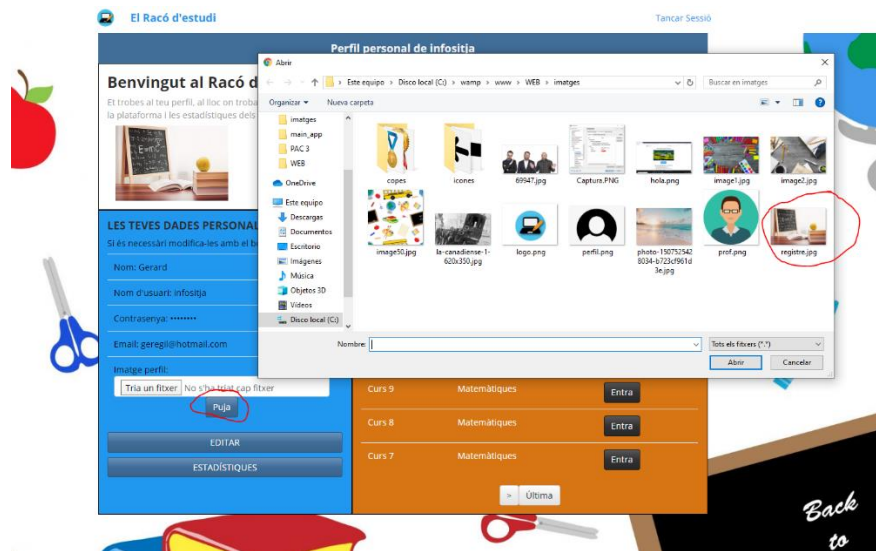 El Racó d'estudi
Tancar Sessió
Perfil personal de infositja
Benvingut al Racó d
Et trobes al teu perfil, al lloc on troba
la plataforma i les estadístiques dels
LES TEVES DADES PERSONAL
Si és necessàri modifica-les amb el b
Nom: Gerard
Nom d'usuari: infositja
Contrasenya: ••••••••
Email: geregil@hotmail.com
Imatge perfil:
Tria un fitxer No s'ha triat cap fitxer
Puja
EDITAR
ESTADÍSTIQUES
Abrir
Este equipo > Disco local (C:) > wamp > www > WEB > imatges
Buscar en imatges
Organizar Nueva carpeta
imatges
main_app
PAC 3
WEB
OneDrive
Este equipo
Descargas
Documentos
Escritorio
Imágenes
Música
Objetos 3D
Vídeos
Disco local (C:)
copes
icones
69947.jpg
Captura.PNG
hola.png
image1.jpg
image2.jpg
image50.jpg
la-canadiense-1-
620x350.jpg
logo.png
perfil.png
photo-150752542
8034-b723cf961d
3e.jpg
prof.png
registre.jpg
Nombre:
Tots els fitxers (*.*)
Abrir
Cancelar
Curs 9 Matemàtiques Entra
Curs 8 Matemàtiques Entra
Curs 7 Matemàtiques Entra
> Última
Back
to